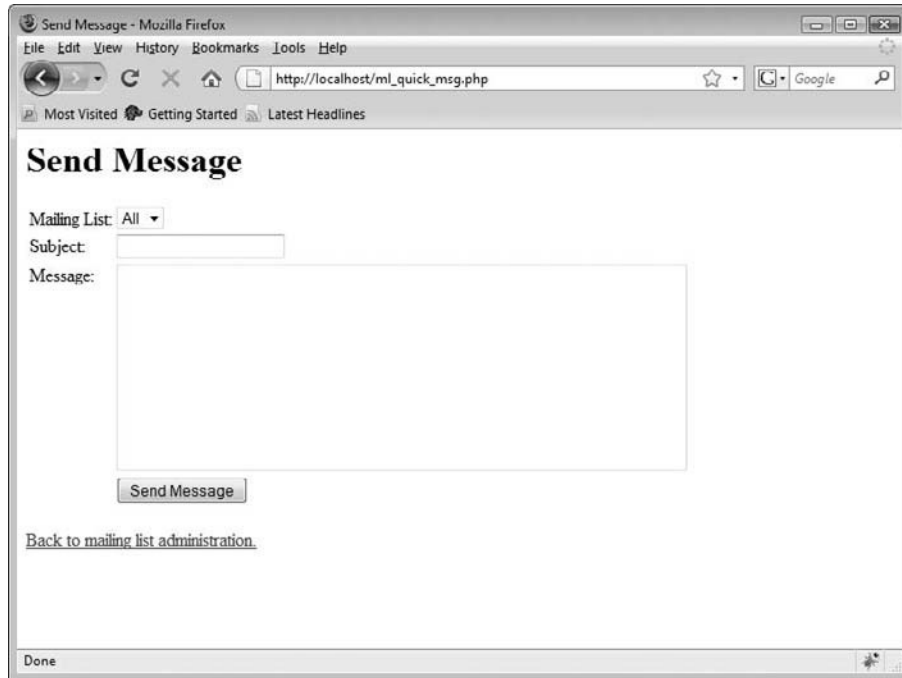 Send Message - Mozilla Firefox
File Edit View History Bookmarks Tools Help
http://localhost/ml_quick_msg.php
G Google
Most Visited Getting Started Latest Headlines
Send Message
Mailing List: All
Subject:
Message:
Send Message
Back to mailing list administration.
Done